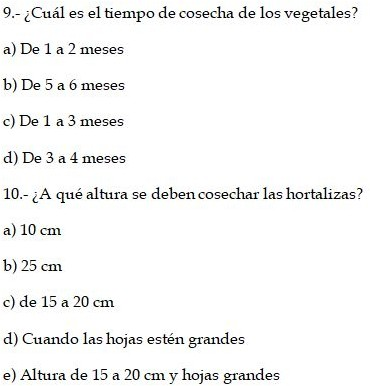 9.- ¿Cuál es el tiempo de cosecha de los vegetales?
a) De 1 a 2 meses
b) De 5 a 6 meses
c) De 1 a 3 meses
d) De 3 a 4 meses
10.- ¿A qué altura se deben cosechar las hortalizas?
a) 10 cm
b) 25 cm
c) de 15 a 20 cm
d) Cuando las hojas estén grandes
e) Altura de 15 a 20 cm y hojas grandes